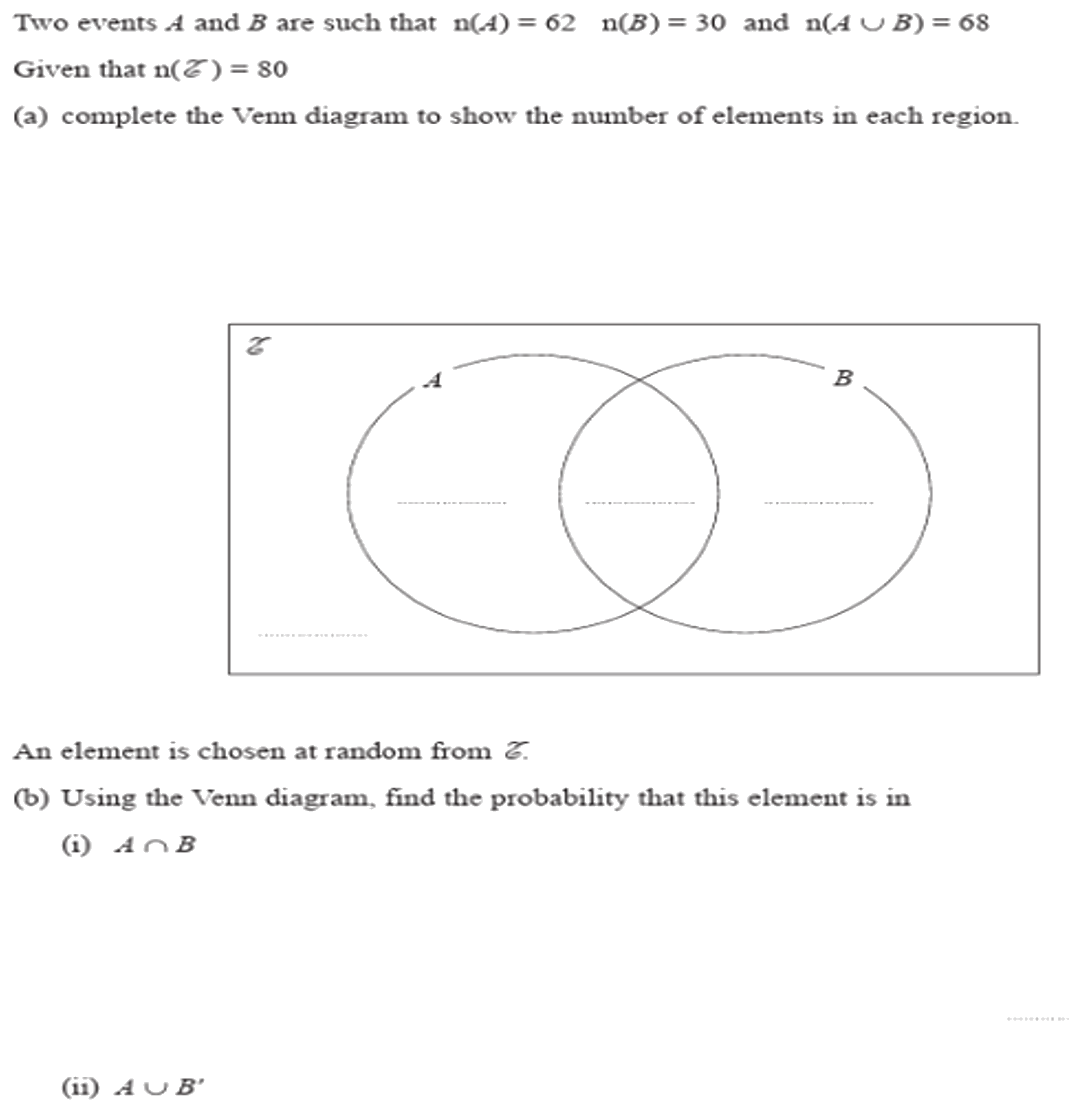 Two events A and B are such that n(A) = 62 n(B) = 30 and n(A ∪ B) = 68
Given that n(ℰ) = 80
(a) complete the Venn diagram to show the number of elements in each region.
ℰ
A
B
An element is chosen at random from ℰ.
(b) Using the Venn diagram, find the probability that this element is in
(i) A ∩ B
(ii) A ∪ B′